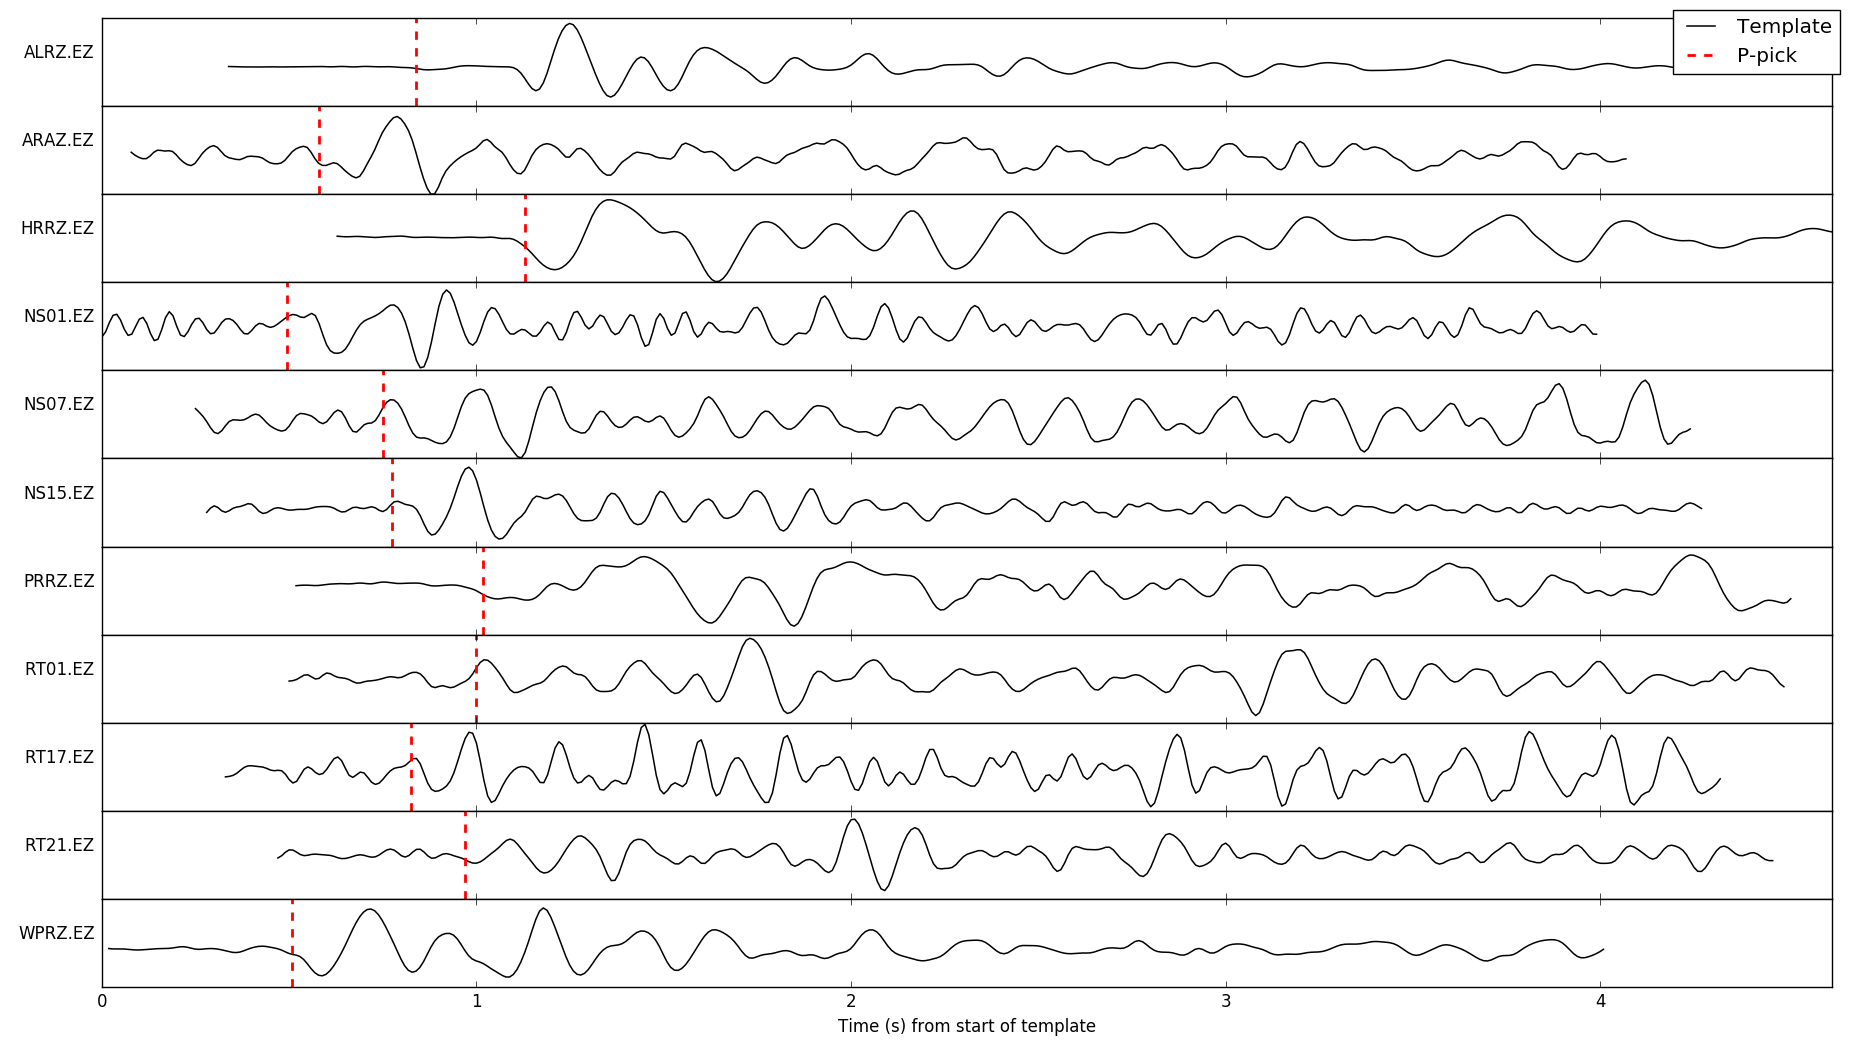 Template
P-pick
ALRZ.EZ
ARAZ.EZ
HRRZ.EZ
NS01.EZ
NS07.EZ
NS15.EZ
PRRZ.EZ
RT01.EZ
RT17.EZ
RT21.EZ
WPRZ.EZ
0 1 2 3 4
Time (s) from start of template